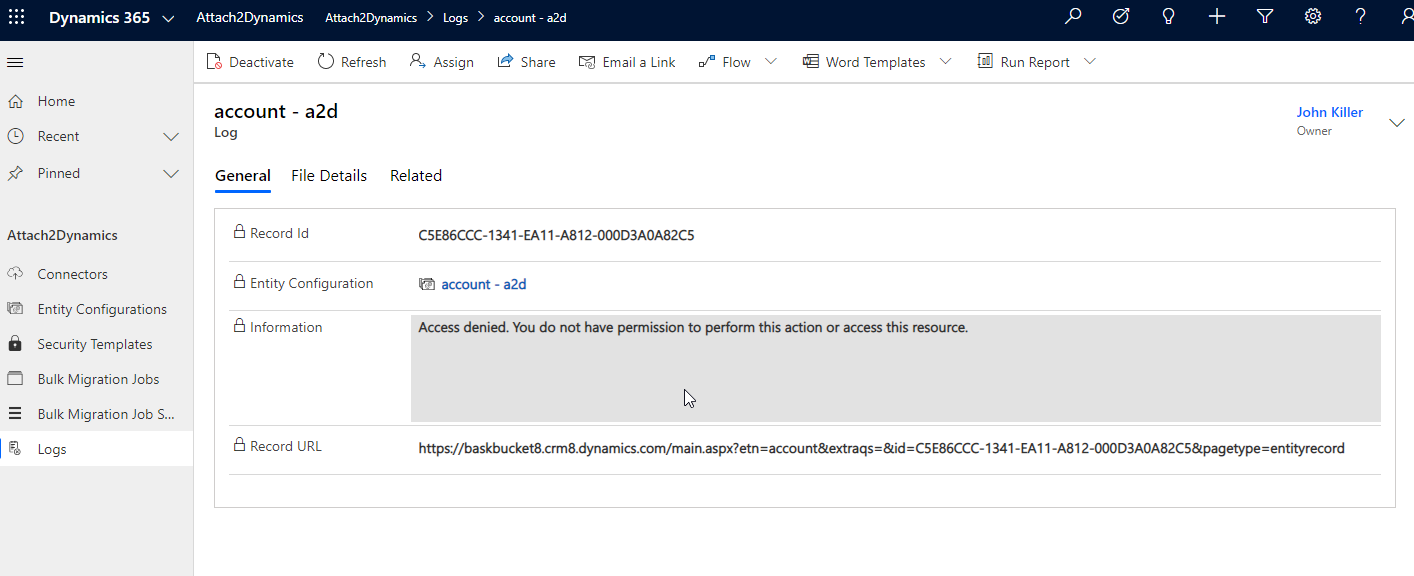 Dynamics 365 Attach2Dynamics Attach2Dynamics Logs account - a2d
Deactivate Refresh Assign Share Email a Link Flow Word Templates Run Report
Home
Recent
Pinned
Attach2Dynamics
Connectors
Entity Configurations
Security Templates
Bulk Migration Jobs
Bulk Migration Job S...
Logs
account - a2d
Log
John Killer
Owner
General File Details Related
Record Id C5E86CCC-1341-EA11-A812-000D3A0A82C5
Entity Configuration account - a2d
Information Access denied. You do not have permission to perform this action or access this resource.
Record URL https://baskbucket8.crm8.dynamics.com/main.aspx?etn=account&extraqs=&id=C5E86CCC-1341-EA11-A812-000D3A0A82C5&pagetype=entityrecord